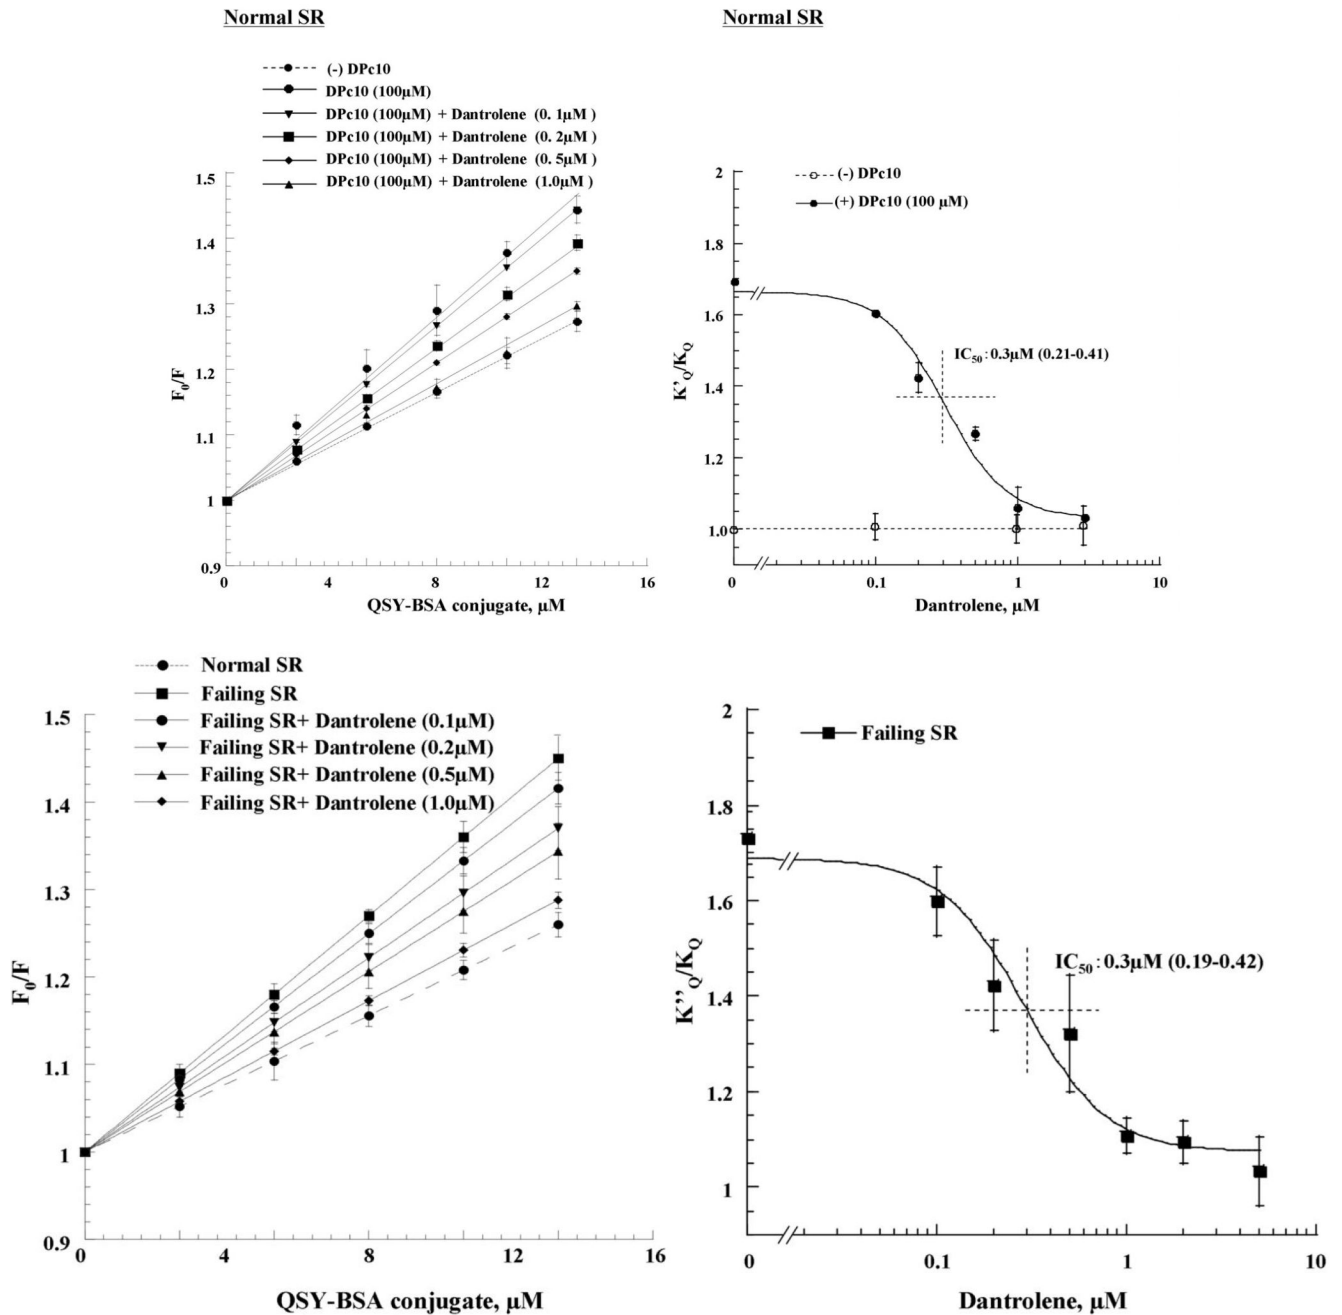 Normal SR
(-) DPc10
DPc10 (100µM)
DPc10 (100µM) + Dantrolene (0. 1µM )
DPc10 (100µM) + Dantrolene (0. 2µM )
DPc10 (100µM) + Dantrolene (0. 5µM )
DPc10 (100µM) + Dantrolene (1.0µM )
1.5
1.4
1.3
1.2
1.1
1
0.9
F₀/F
0 4 8 12 16
QSY-BSA conjugate, µM
Normal SR
(-) DPc10
(+) DPc10 (100 µM)
2
1.8
1.6
1.4
1.2
1.0
K'Q/KQ
IC₅₀ : 0.3µM (0.21-0.41)
0 0.1 1 10
Dantrolene, µM
Normal SR
Failing SR
Failing SR+ Dantrolene (0.1µM)
Failing SR+ Dantrolene (0.2µM)
Failing SR+ Dantrolene (0.5µM)
Failing SR+ Dantrolene (1.0µM)
1.5
1.4
1.3
1.2
1.1
1
0.9
F₀/F
0 4 8 12 16
QSY-BSA conjugate, µM
Failing SR
2
1.8
1.6
1.4
1.2
1
K''Q/KQ
IC₅₀ : 0.3µM (0.19-0.42)
0 0.1 1 10
Dantrolene, µM